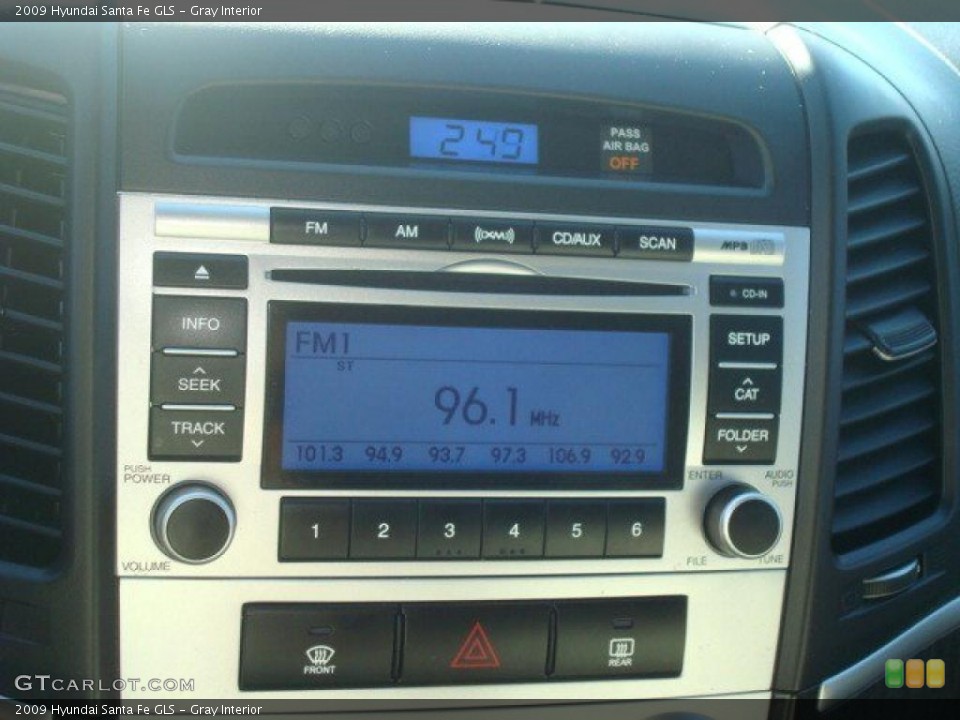 2009 Hyundai Santa Fe GLS - Gray Interior
2 49
PASS
AIR BAG
OFF
FM AM ((XM)) CD/AUX SCAN MP3
CD-IN
INFO
SEEK
TRACK
SETUP
CAT
FOLDER
FM1
ST
96.1 MHz
101.3 94.9 93.7 97.3 106.9 92.9
PUSH
POWER
VOLUME
ENTER
AUDIO
PUSH
FILE
TUNE
1 2 3 4 5 6
FRONT
REAR
GTCARLOT.COM
2009 Hyundai Santa Fe GLS - Gray Interior